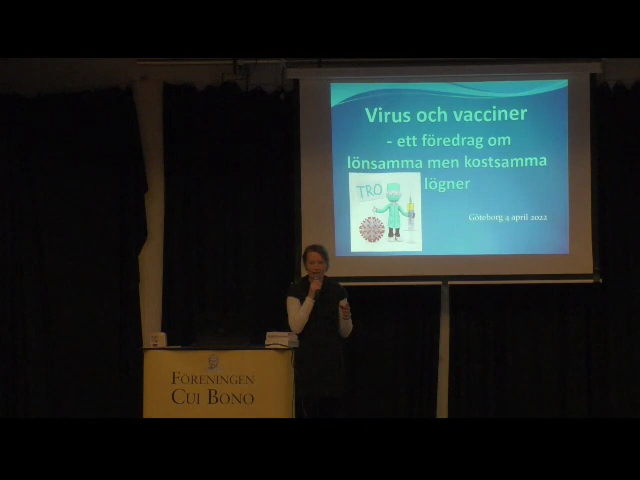 Virus och vacciner
- ett föredrag om
lönsamma men kostsamma
lögner
TRO
Göteborg 4 april 2022
FÖRENINGEN
CUI BONO